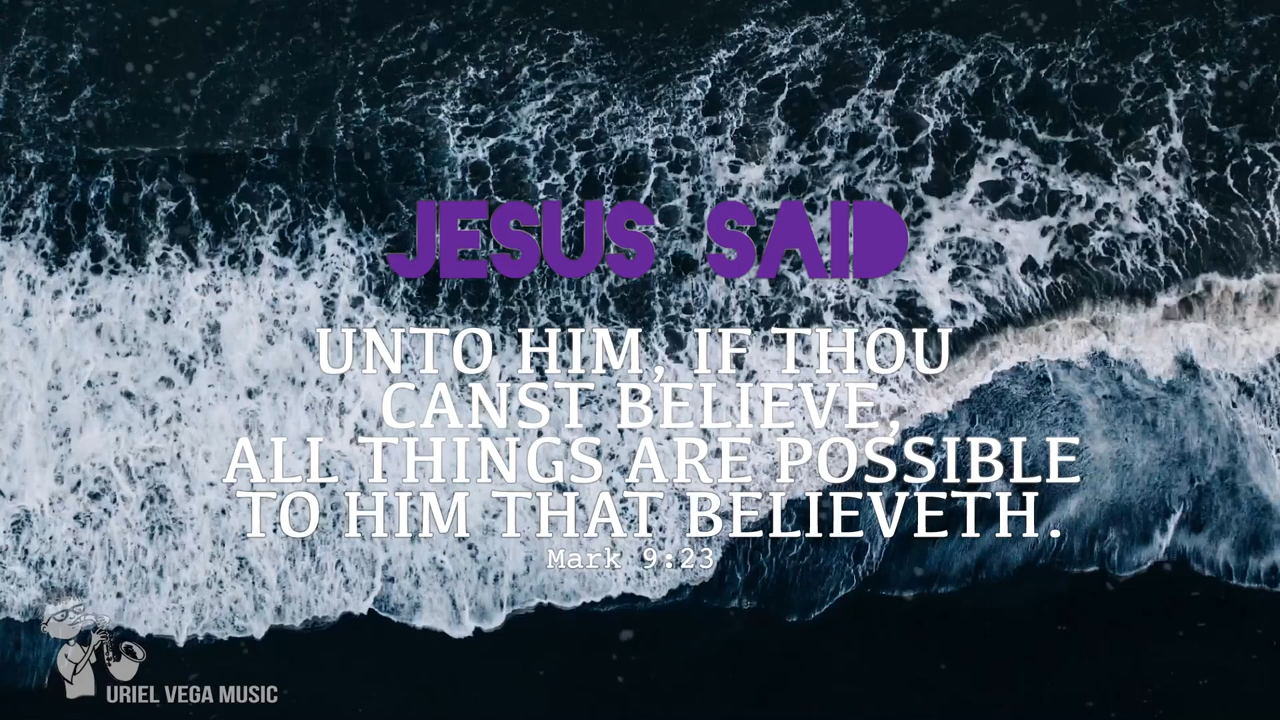 JESUS SAID
UNTO HIM, IF THOU
CANST BELIEVE,
ALL THINGS ARE POSSIBLE
TO HIM THAT BELIEVETH.
Mark 9:23
URIEL VEGA MUSIC